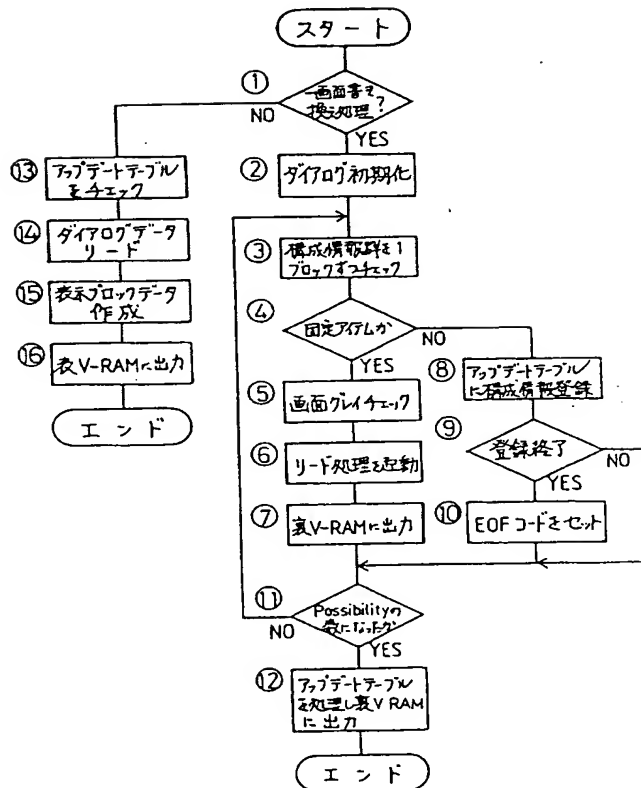 スタート
①
一画面書き
換え処理?
NO
YES
⑬
アップデートテーブル
をチェック
②
ダイアログ初期化
⑭
ダイアログデータ
リード
③
構成情報群を1
ブロックずつチェック
⑮
表示ブロックデータ
作成
④
固定アイテムか
NO
YES
⑯
表V-RAMに出力
⑧
アップデートテーブル
に構成情報登録
⑤
画面グレイチェック
エンド
⑨
登録終了
NO
YES
⑥
リード処理を起動
⑦
裏V-RAMに出力
⑩
EOFコードをセット
⑪
Possibilityの
数になったか
NO
YES
⑫
アップデートテーブル
を処理し裏V RAM
に出力
エンド